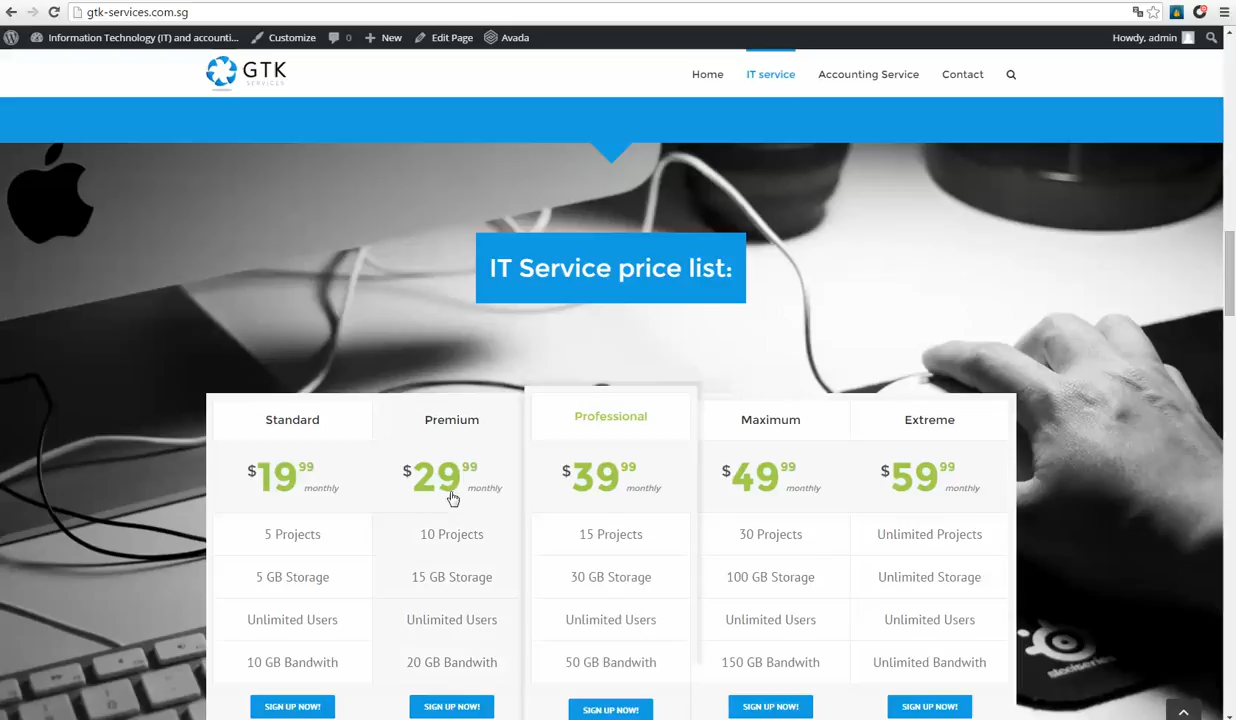 gtk-services.com.sg
Information Technology (IT) and accounti... Customize 0 New Edit Page Avada Howdy, admin
GTK
SERVICES
Home IT service Accounting Service Contact
IT Service price list:
Standard Premium Professional Maximum Extreme
$19 99 monthly $29 99 monthly $39 99 monthly $49 99 monthly $59 99 monthly
5 Projects 10 Projects 15 Projects 30 Projects Unlimited Projects
5 GB Storage 15 GB Storage 30 GB Storage 100 GB Storage Unlimited Storage
Unlimited Users Unlimited Users Unlimited Users Unlimited Users Unlimited Users
10 GB Bandwith 20 GB Bandwith 50 GB Bandwith 150 GB Bandwith Unlimited Bandwith
SIGN UP NOW! SIGN UP NOW! SIGN UP NOW! SIGN UP NOW! SIGN UP NOW!
steelseries